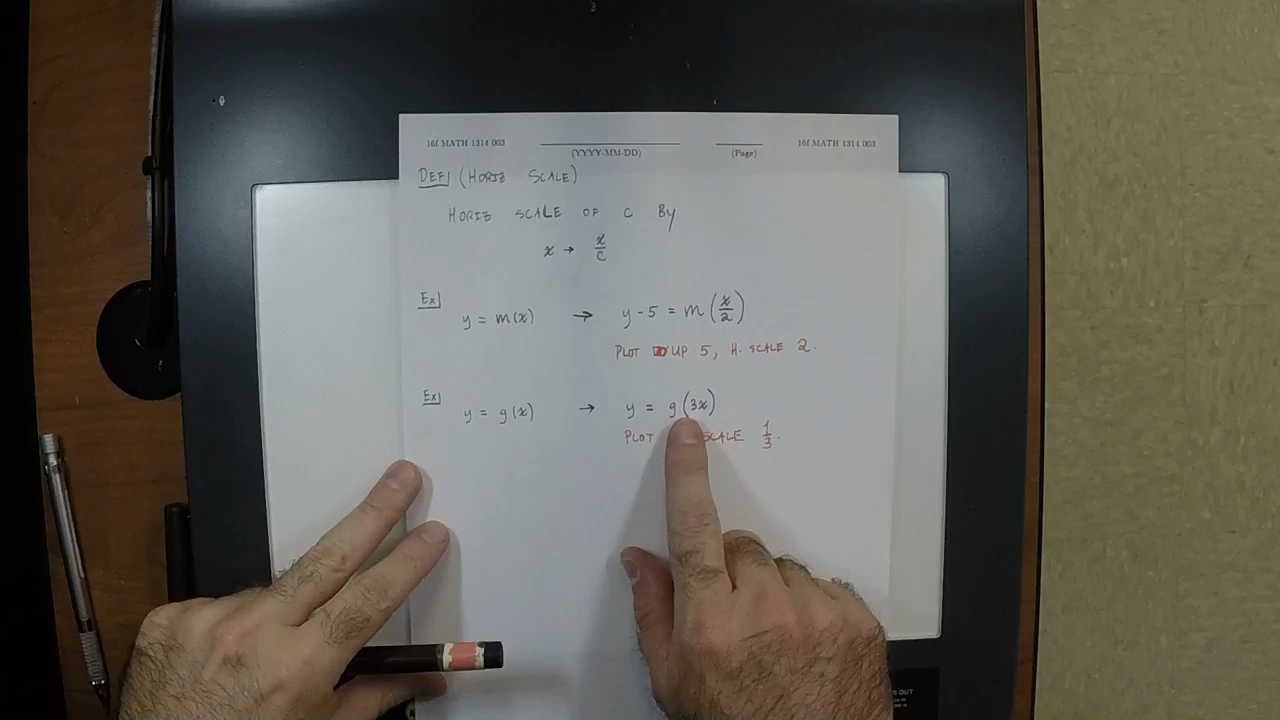 16f MATH 1314 003 (YYYY-MM-DD) (Page) 16f MATH 1314 003
DEF (HORIZ SCALE)
HORIZ SCALE OF C BY
x → x/c
Ex
y = m(x) → y - 5 = m(x/2)
PLOT UP 5, H. SCALE 2.
Ex
y = g(x) → y = g(3x)
PLOT SCALE 1/3.
OUT